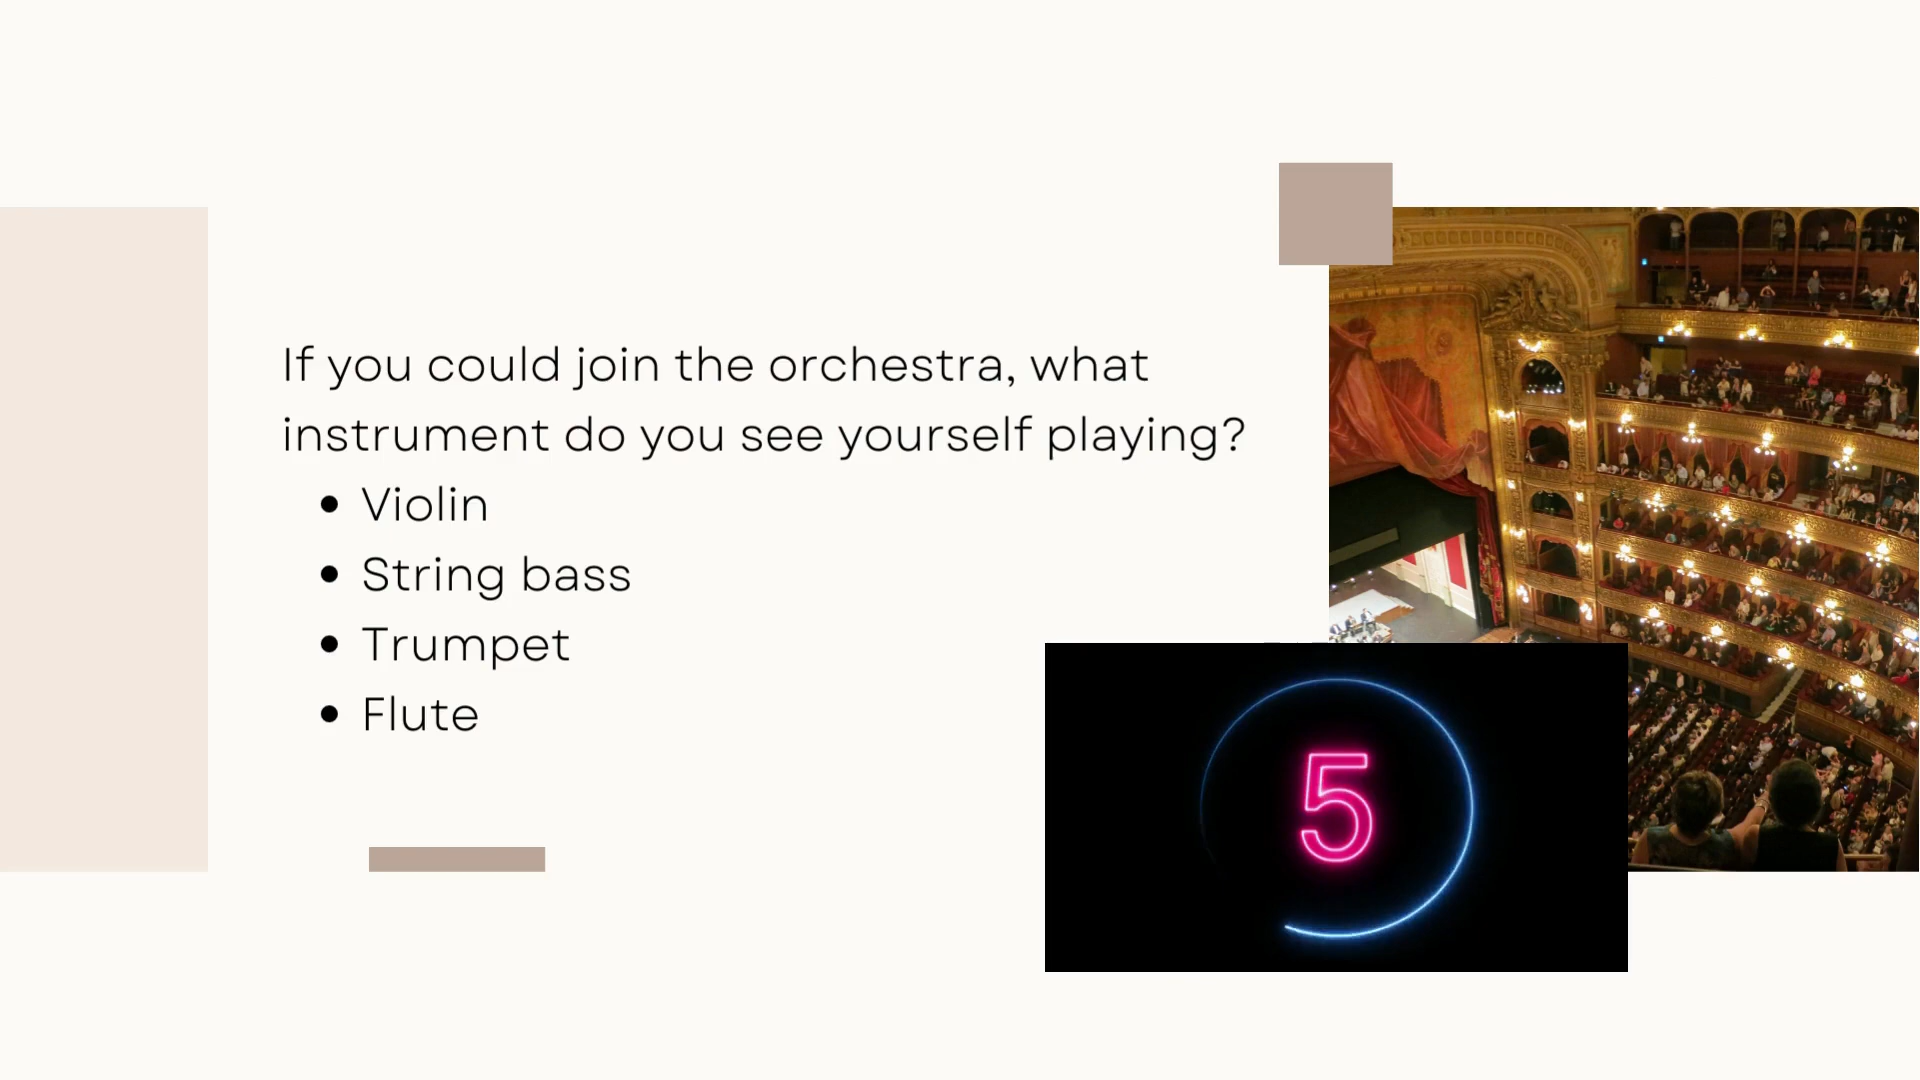 If you could join the orchestra, what
instrument do you see yourself playing?
• Violin
• String bass
• Trumpet
• Flute
5